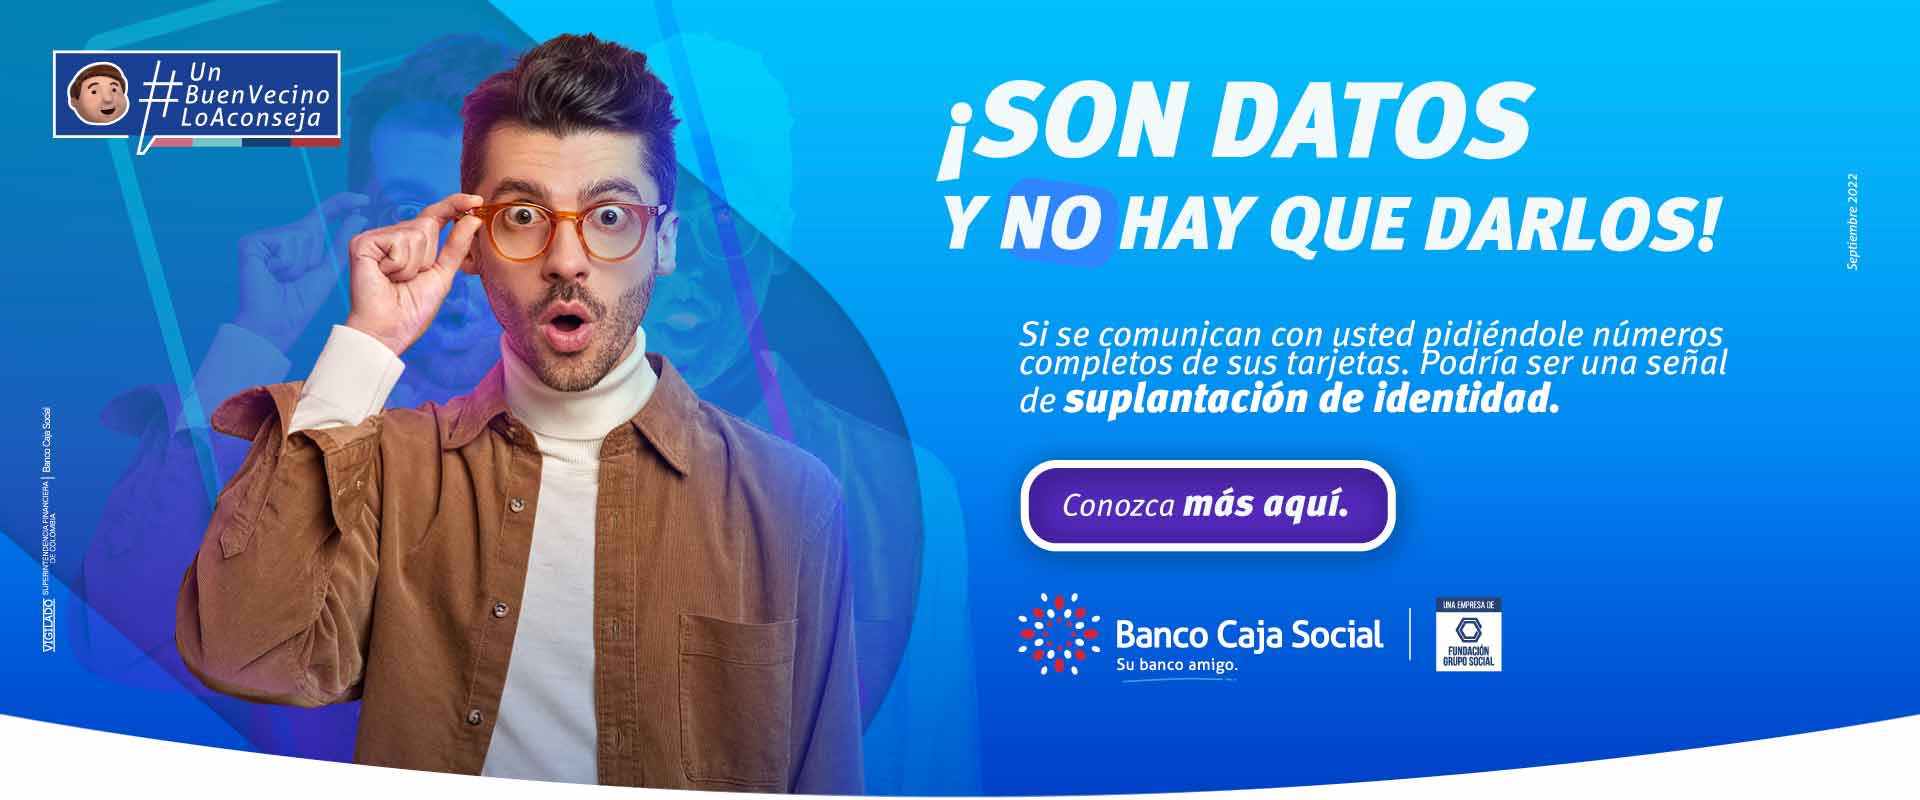 #Un
BuenVecino
LoAconseja
¡SON DATOS
Y NO HAY QUE DARLOS!
Septiembre 2022
Si se comunican con usted pidiéndole números
completos de sus tarjetas. Podría ser una señal
de suplantación de identidad.
Conozca más aquí.
Banco Caja Social
Su banco amigo.
UNA EMPRESA DE
FUNDACIÓN
GRUPO SOCIAL
VIGILADO SUPERINTENDENCIA FINANCIERA
DE COLOMBIA
Banco Caja Social